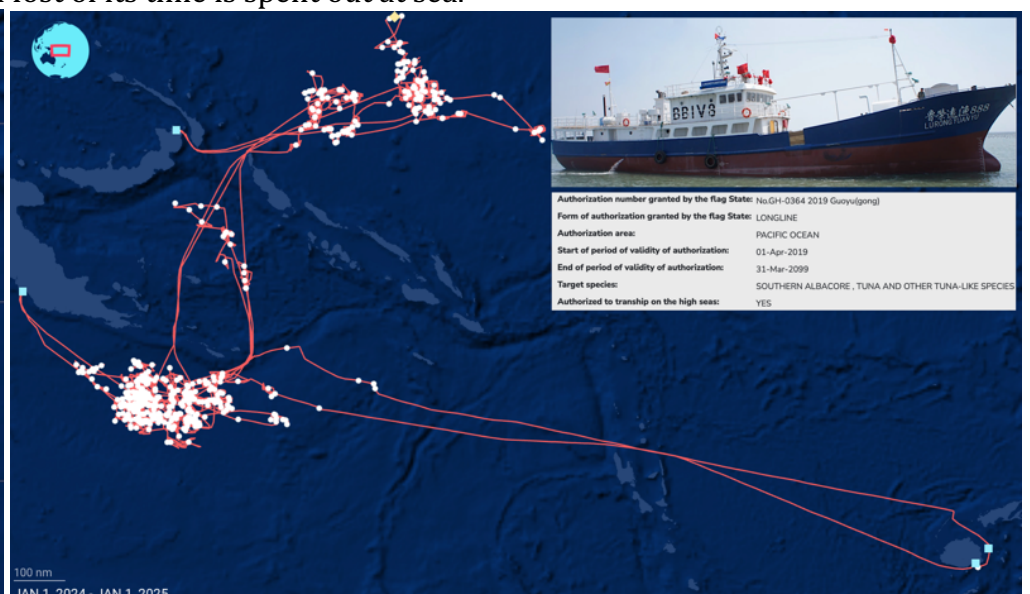 ost of its time is spent out at sea.
BBIV8
鲁荣远渔888
LURONGYUANYU
Authorization number granted by the flag State: No.GH-0364 2019 Guoyu(gong)
Form of authorization granted by the flag State: LONGLINE
Authorization area: PACIFIC OCEAN
Start of period of validity of authorization: 01-Apr-2019
End of period of validity of authorization: 31-Mar-2099
Target species: SOUTHERN ALBACORE , TUNA AND OTHER TUNA-LIKE SPECIES
Authorized to tranship on the high seas: YES
100 nm
JAN 1, 2024 - JAN 1, 2025